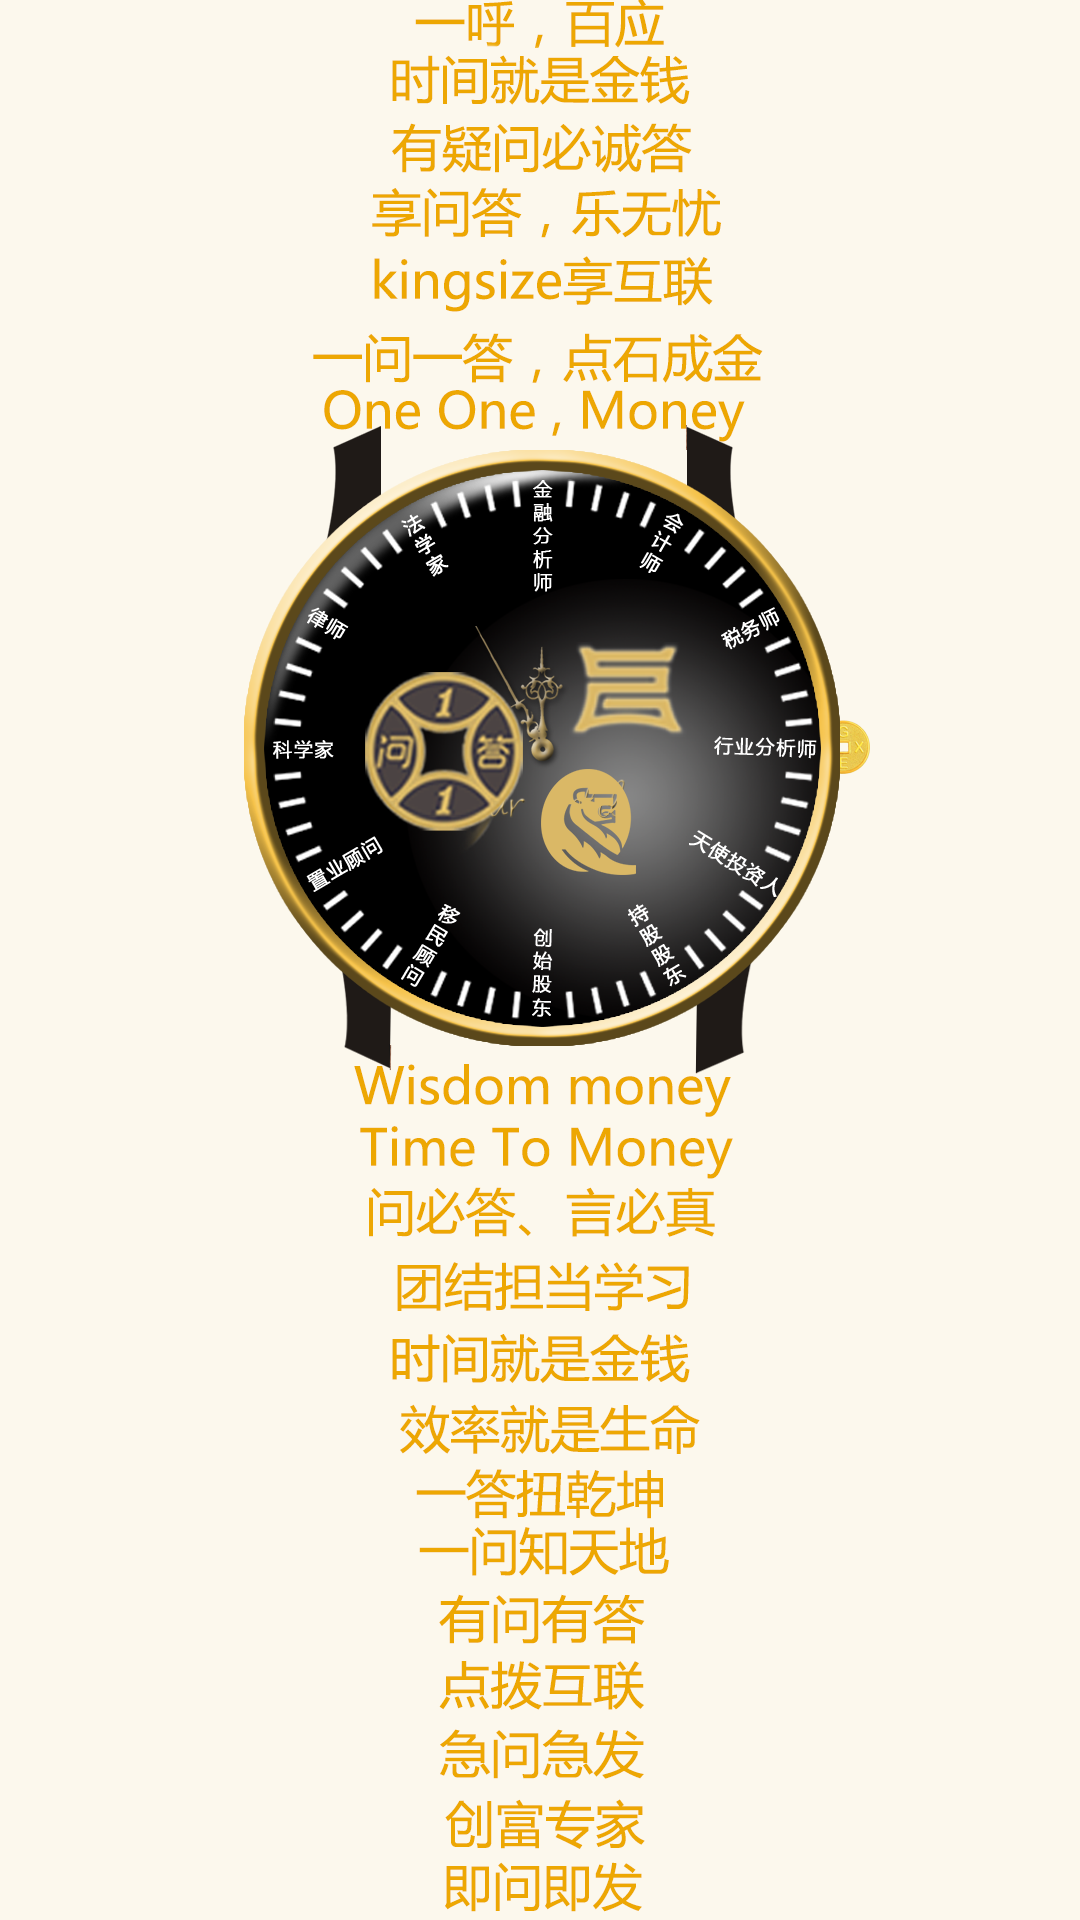 一呼，百应
时间就是金钱
有疑问必诚答
享问答，乐无忧
kingsize享互联
一问一答，点石成金
One One , Money
金融分析师
会计师
税务师
行业分析师
天使投资人
持股股东
创始股东
移民顾问
置业顾问
科学家
律师
法学家
1
问
答
1
G
X
E
Wisdom money
Time To Money
问必答、言必真
团结担当学习
时间就是金钱
效率就是生命
一答扭乾坤
一问知天地
有问有答
点拨互联
急问急发
创富专家
即问即发